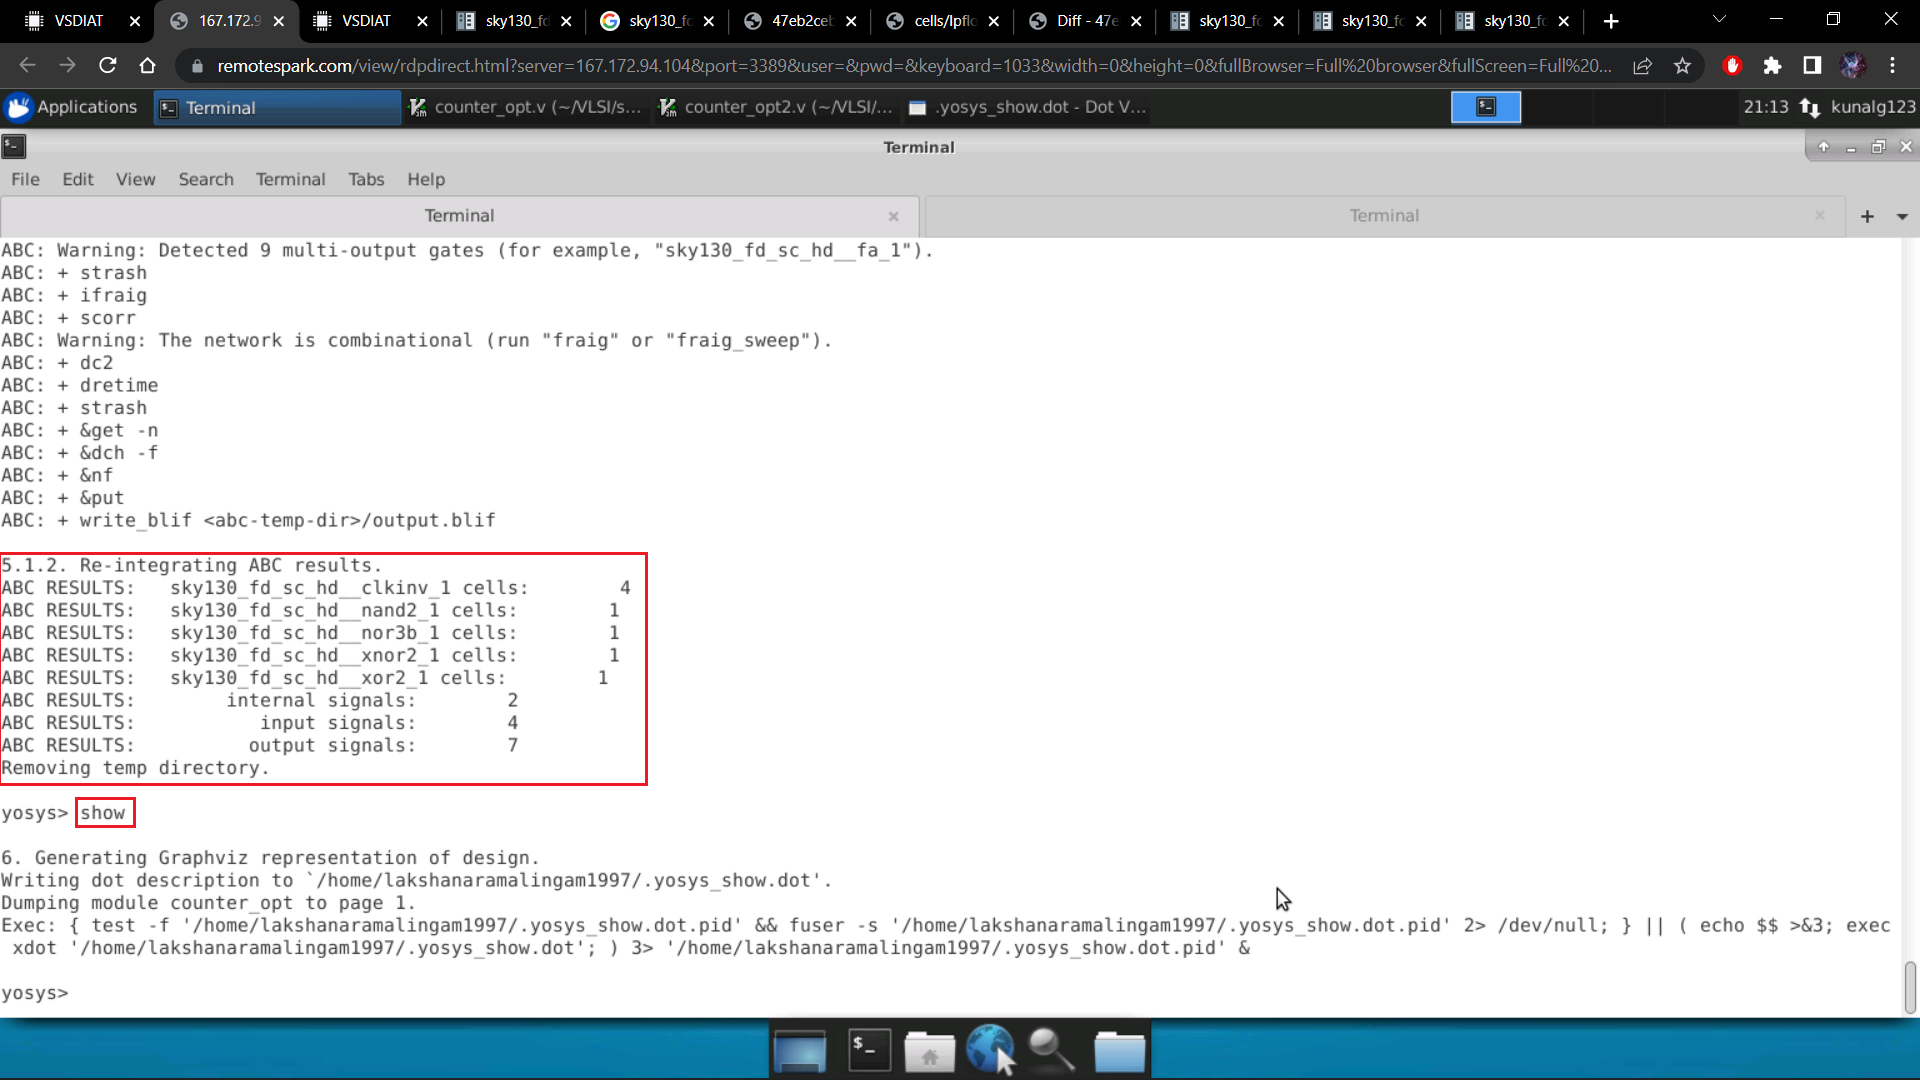 VSDIAT
167.172.9
VSDIAT
sky130_fd
sky130_fc
47eb2ceb
cells/lpflo
Diff - 47e
sky130_fc
sky130_fc
sky130_fc
remotespark.com/view/rdpdirect.html?server=167.172.94.104&port=3389&user=&pwd=&keyboard=1033&width=0&height=0&fullBrowser=Full%20browser&fullScreen=Full%20...
Applications
Terminal
counter_opt.v (~/VLSI/s...
counter_opt2.v (~/VLSI/...
.yosys_show.dot - Dot V...
21:13
kunalg123
Terminal
File Edit View Search Terminal Tabs Help
Terminal
Terminal
ABC: Warning: Detected 9 multi-output gates (for example, "sky130_fd_sc_hd__fa_1").
ABC: + strash
ABC: + ifraig
ABC: + scorr
ABC: Warning: The network is combinational (run "fraig" or "fraig_sweep").
ABC: + dc2
ABC: + dretime
ABC: + strash
ABC: + &get -n
ABC: + &dch -f
ABC: + &nf
ABC: + &put
ABC: + write_blif <abc-temp-dir>/output.blif
5.1.2. Re-integrating ABC results.
ABC RESULTS:   sky130_fd_sc_hd__clkinv_1 cells:        4
ABC RESULTS:   sky130_fd_sc_hd__nand2_1 cells:        1
ABC RESULTS:   sky130_fd_sc_hd__nor3b_1 cells:        1
ABC RESULTS:   sky130_fd_sc_hd__xnor2_1 cells:        1
ABC RESULTS:   sky130_fd_sc_hd__xor2_1 cells:        1
ABC RESULTS:        internal signals:        2
ABC RESULTS:           input signals:        4
ABC RESULTS:          output signals:        7
Removing temp directory.
yosys> show
6. Generating Graphviz representation of design.
Writing dot description to `/home/lakshanaramalingam1997/.yosys_show.dot'.
Dumping module counter_opt to page 1.
Exec: { test -f '/home/lakshanaramalingam1997/.yosys_show.dot.pid' && fuser -s '/home/lakshanaramalingam1997/.yosys_show.dot.pid' 2> /dev/null; } || ( echo $$ >&3; exec
 xdot '/home/lakshanaramalingam1997/.yosys_show.dot'; ) 3> '/home/lakshanaramalingam1997/.yosys_show.dot.pid' &
yosys>